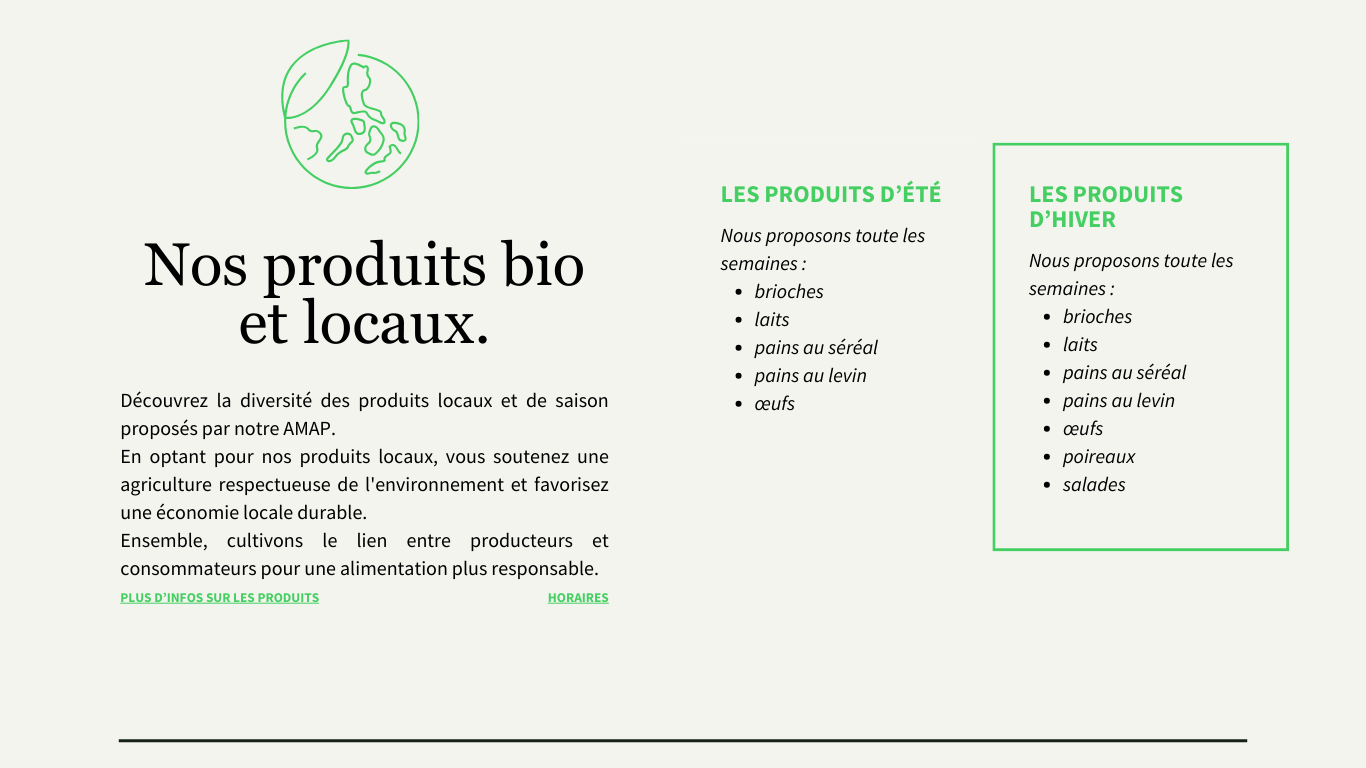 Nos produits bio
et locaux.
Découvrez la diversité des produits locaux et de saison
proposés par notre AMAP.
En optant pour nos produits locaux, vous soutenez une
agriculture respectueuse de l'environnement et favorisez
une économie locale durable.
Ensemble, cultivons le lien entre producteurs et
consommateurs pour une alimentation plus responsable.
PLUS D'INFOS SUR LES PRODUITS
HORAIRES
LES PRODUITS D’ÉTÉ
Nous proposons toute les
semaines :
• brioches
• laits
• pains au séréal
• pains au levin
• œufs
LES PRODUITS
D’HIVER
Nous proposons toute les
semaines :
• brioches
• laits
• pains au séréal
• pains au levin
• œufs
• poireaux
• salades